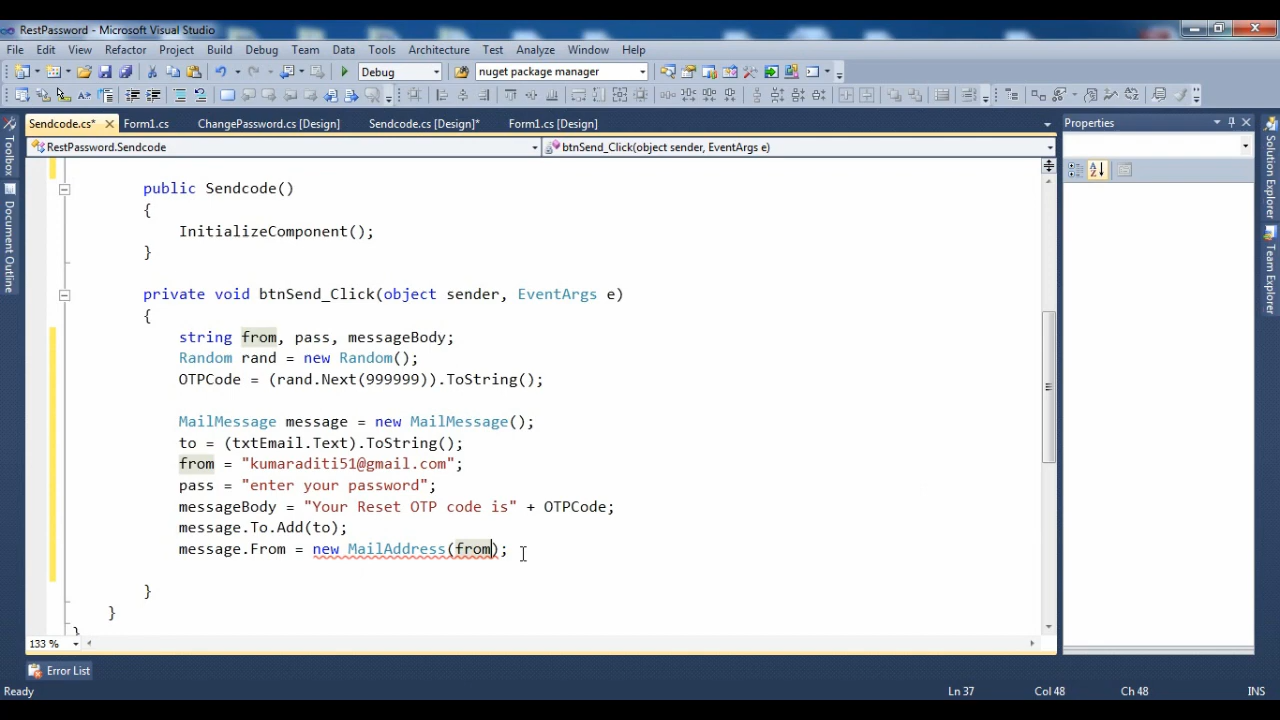 RestPassword - Microsoft Visual Studio
File Edit View Refactor Project Build Debug Team Data Tools Architecture Test Analyze Window Help
Debug nuget package manager
Sendcode.cs* Form1.cs ChangePassword.cs [Design] Sendcode.cs [Design]* Form1.cs [Design]
RestPassword.Sendcode btnSend_Click(object sender, EventArgs e)
public Sendcode()
{
InitializeComponent();
}
private void btnSend_Click(object sender, EventArgs e)
{
string from, pass, messageBody;
Random rand = new Random();
OTPCode = (rand.Next(999999)).ToString();
MailMessage message = new MailMessage();
to = (txtEmail.Text).ToString();
from = "kumaraditi51@gmail.com";
pass = "enter your password";
messageBody = "Your Reset OTP code is" + OTPCode;
message.To.Add(to);
message.From = new MailAddress(from);
}
}
}
133 %
Error List
Ready Ln 37 Col 48 Ch 48 INS
Toolbox
Document Outline
Properties
Solution Explorer
Team Explorer